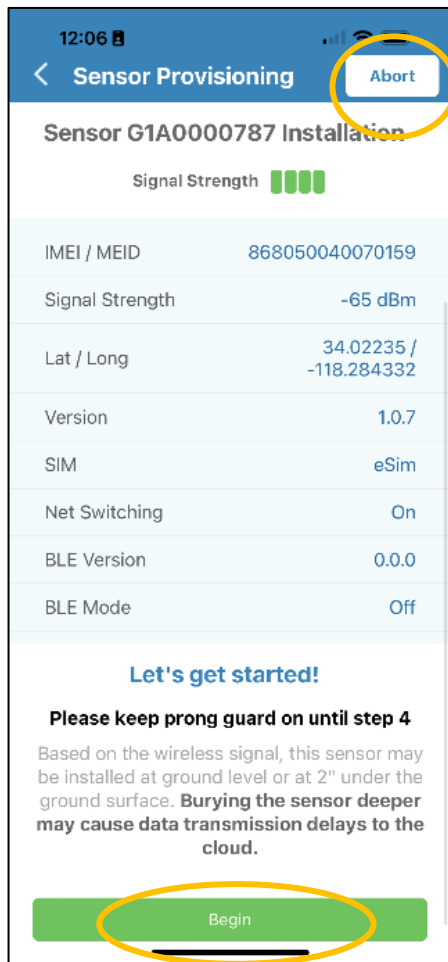 12:06
Sensor Provisioning
Abort
Sensor G1A0000787 Installation
Signal Strength
IMEI / MEID 868050040070159
Signal Strength -65 dBm
Lat / Long 34.02235 /
-118.284332
Version 1.0.7
SIM eSim
Net Switching On
BLE Version 0.0.0
BLE Mode Off
Let's get started!
Please keep prong guard on until step 4
Based on the wireless signal, this sensor may
be installed at ground level or at 2" under the
ground surface. Burying the sensor deeper
may cause data transmission delays to the
cloud.
Begin